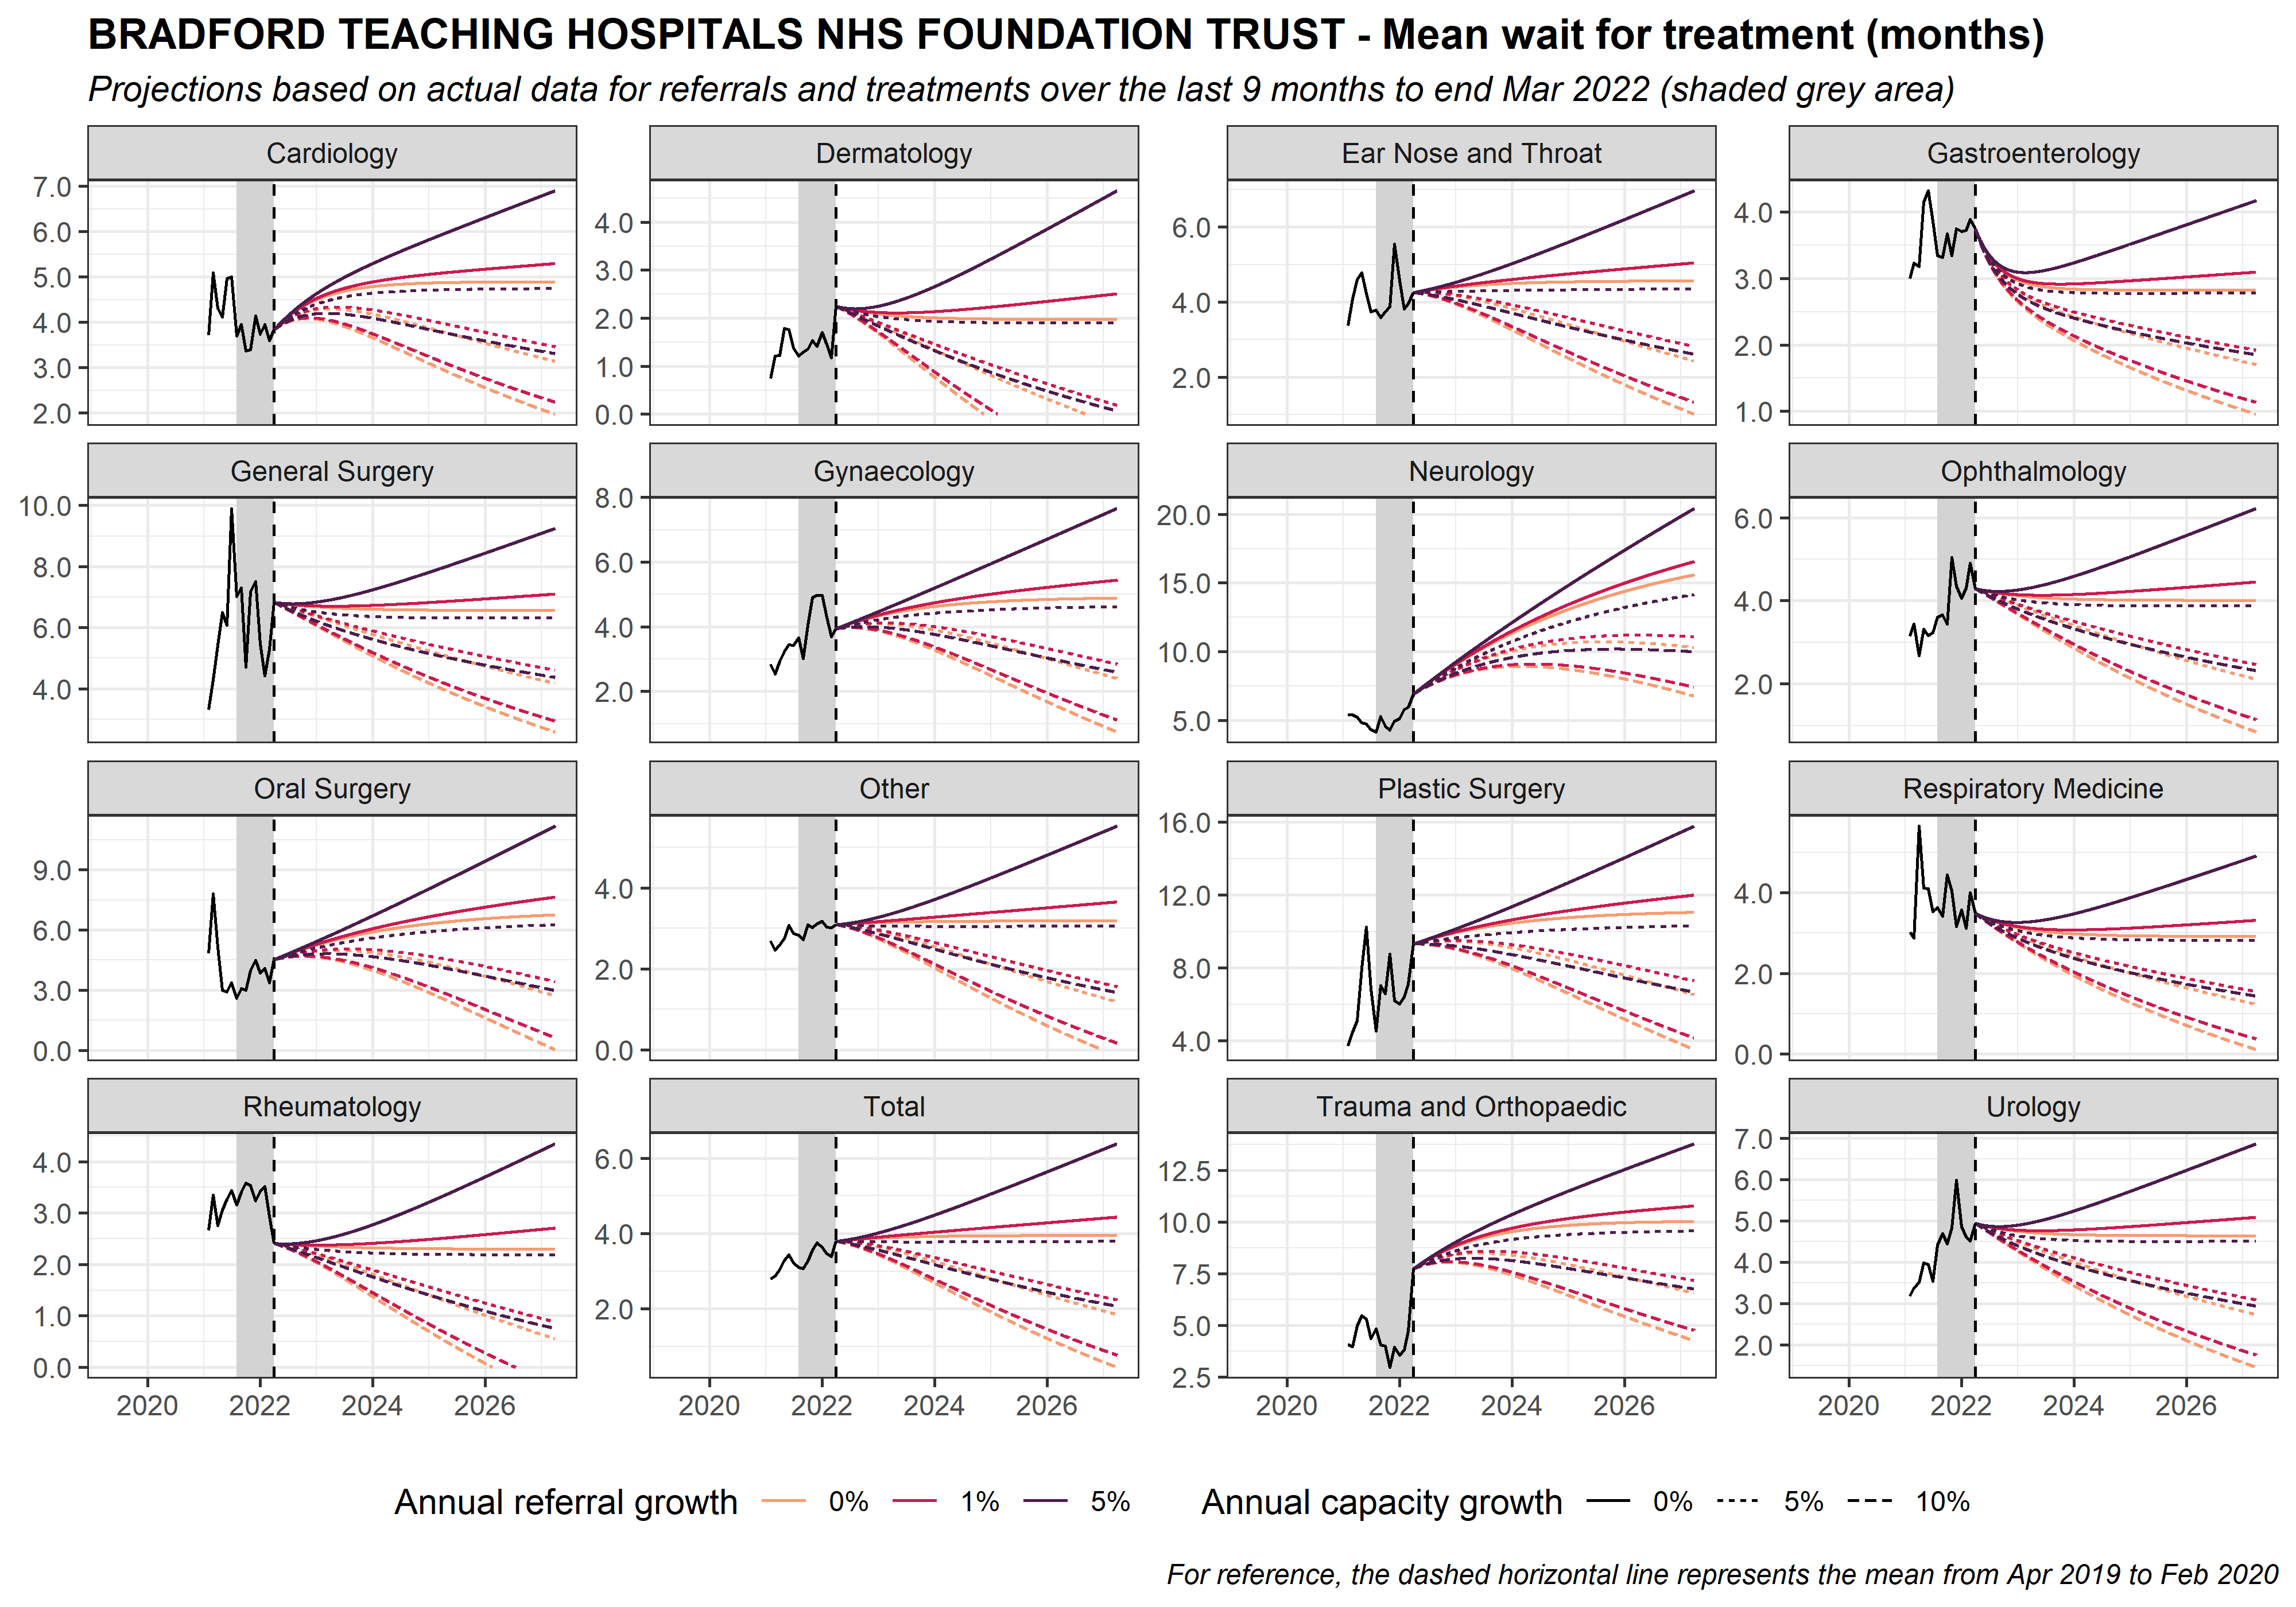 BRADFORD TEACHING HOSPITALS NHS FOUNDATION TRUST - Mean wait for treatment (months)
Projections based on actual data for referrals and treatments over the last 9 months to end Mar 2022 (shaded grey area)
Cardiology
7.0
6.0
5.0
4.0
3.0
2.0
Dermatology
4.0
3.0
2.0
1.0
0.0
Ear Nose and Throat
6.0
4.0
2.0
Gastroenterology
4.0
3.0
2.0
1.0
General Surgery
10.0
8.0
6.0
4.0
Gynaecology
8.0
6.0
4.0
2.0
Neurology
20.0
15.0
10.0
5.0
Ophthalmology
6.0
4.0
2.0
Oral Surgery
9.0
6.0
3.0
0.0
Other
4.0
2.0
0.0
Plastic Surgery
16.0
12.0
8.0
4.0
Respiratory Medicine
4.0
2.0
0.0
Rheumatology
4.0
3.0
2.0
1.0
0.0
Total
6.0
4.0
2.0
Trauma and Orthopaedic
12.5
10.0
7.5
5.0
2.5
Urology
7.0
6.0
5.0
4.0
3.0
2.0
2020 2022 2024 2026
2020 2022 2024 2026
2020 2022 2024 2026
2020 2022 2024 2026
Annual referral growth 0% 1% 5%
Annual capacity growth 0% 5% 10%
For reference, the dashed horizontal line represents the mean from Apr 2019 to Feb 2020